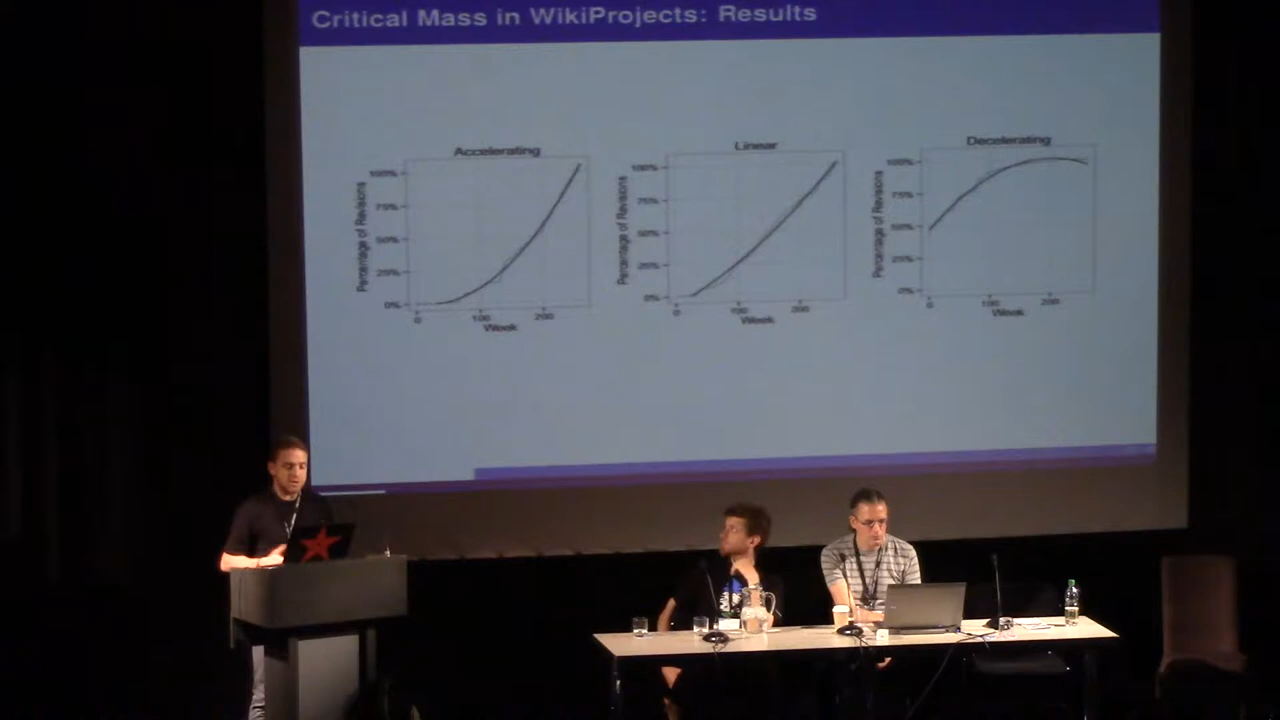 Critical Mass in WikiProjects: Results
Accelerating
Percentage of Revisions
100%
75%
50%
25%
0%
0 100 200
Week
Linear
Percentage of Revisions
100%
75%
50%
25%
0%
0 100 200
Week
Decelerating
Percentage of Revisions
100%
75%
50%
25%
0%
0 100 200
Week